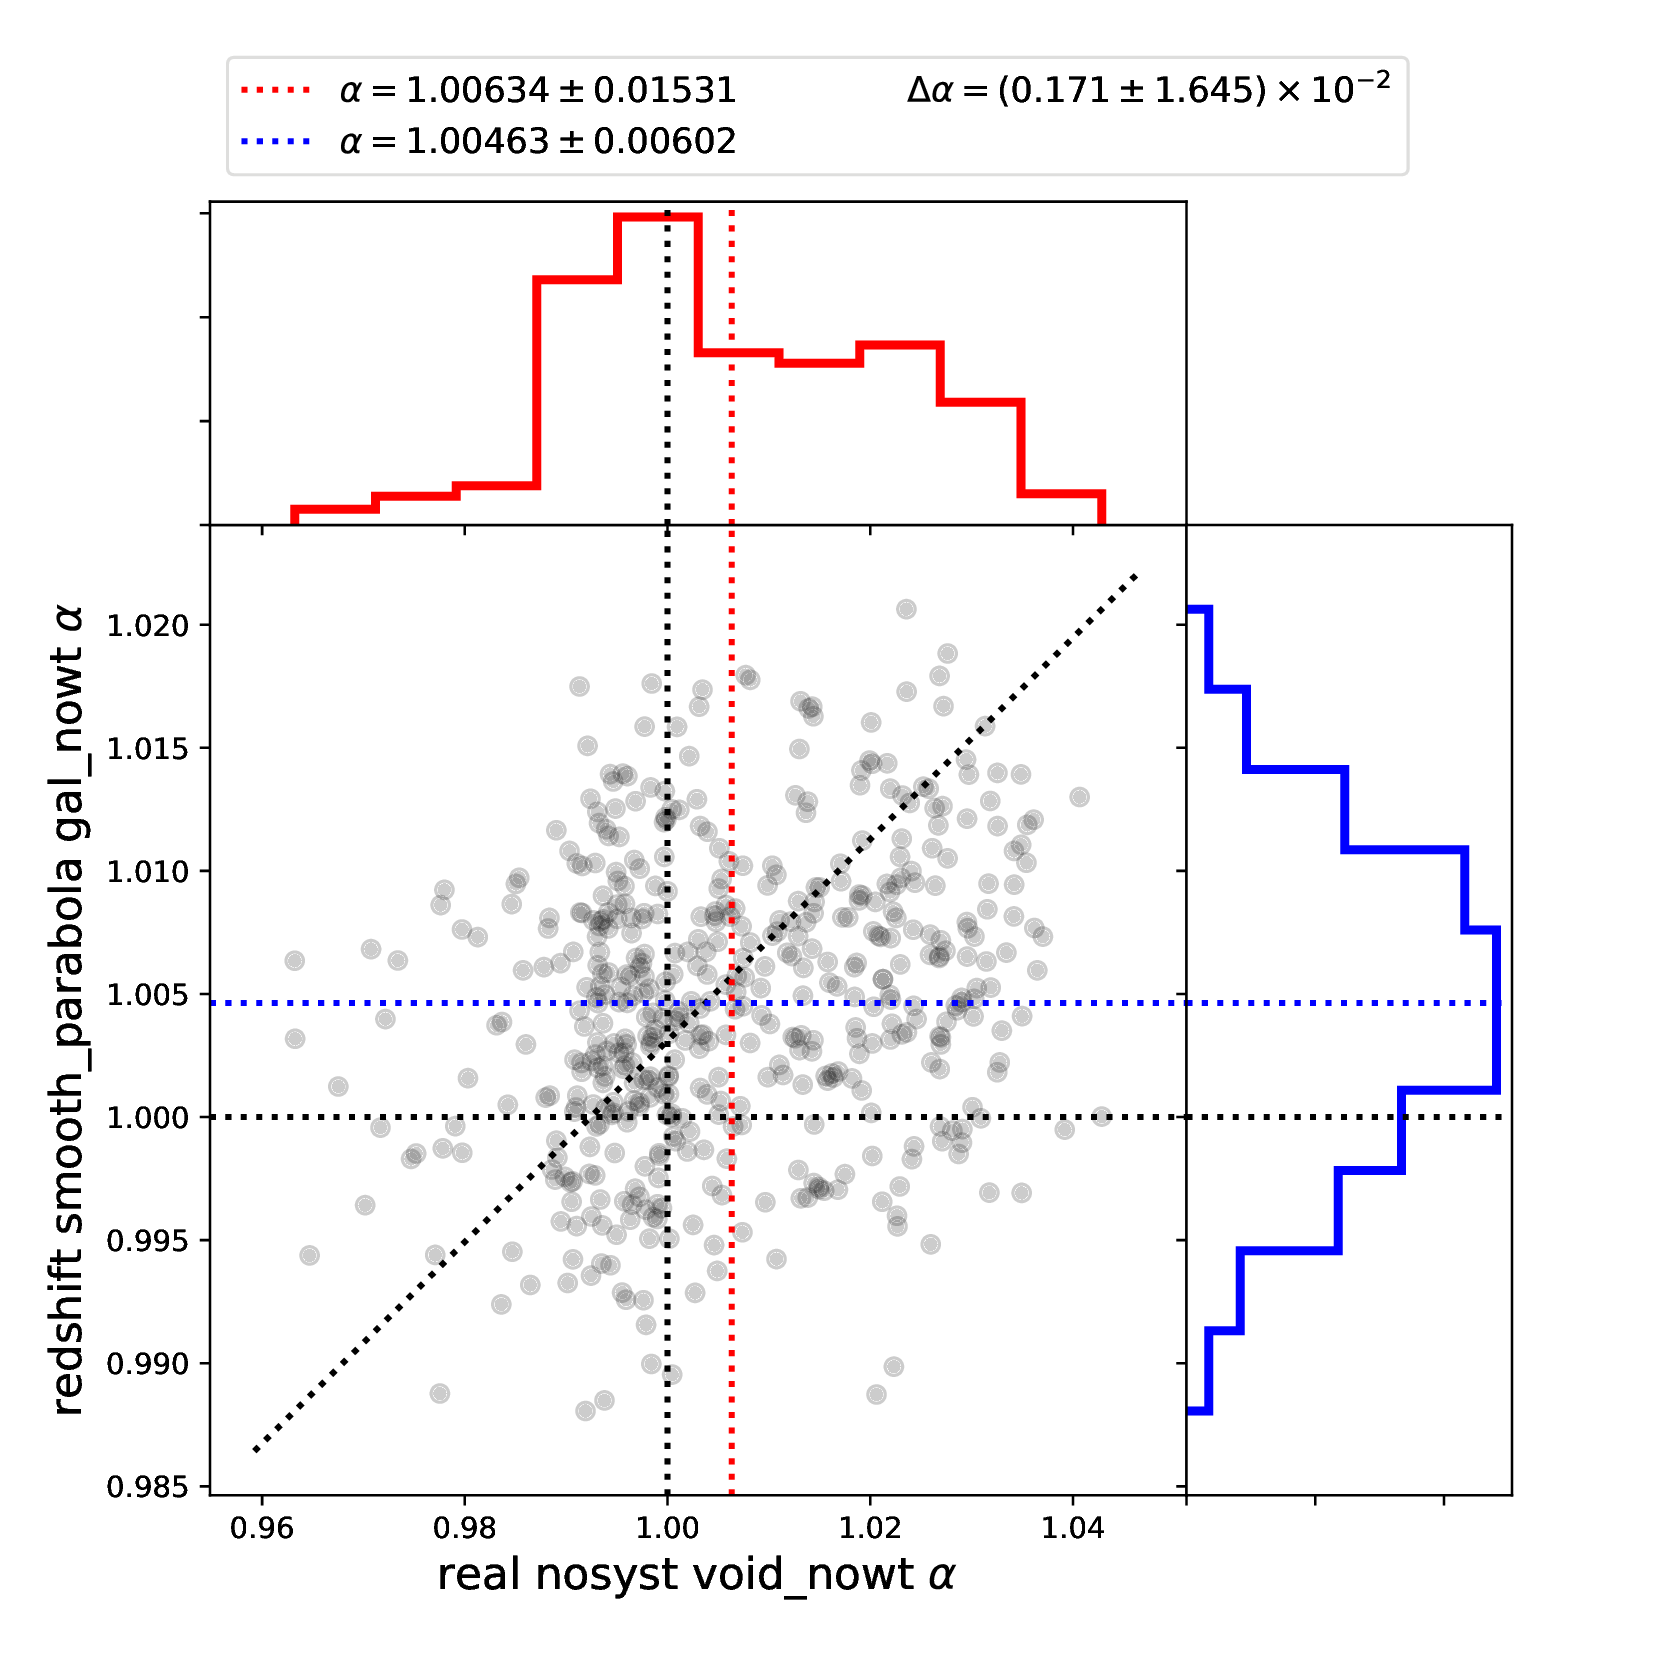 α = 1.00634 ± 0.01531
Δα = (0.171 ± 1.645) × 10⁻²
α = 1.00463 ± 0.00602
redshift smooth_parabola gal_nowt α
1.020
1.015
1.010
1.005
1.000
0.995
0.990
0.985
0.96 0.98 1.00 1.02 1.04
real nosyst void_nowt α